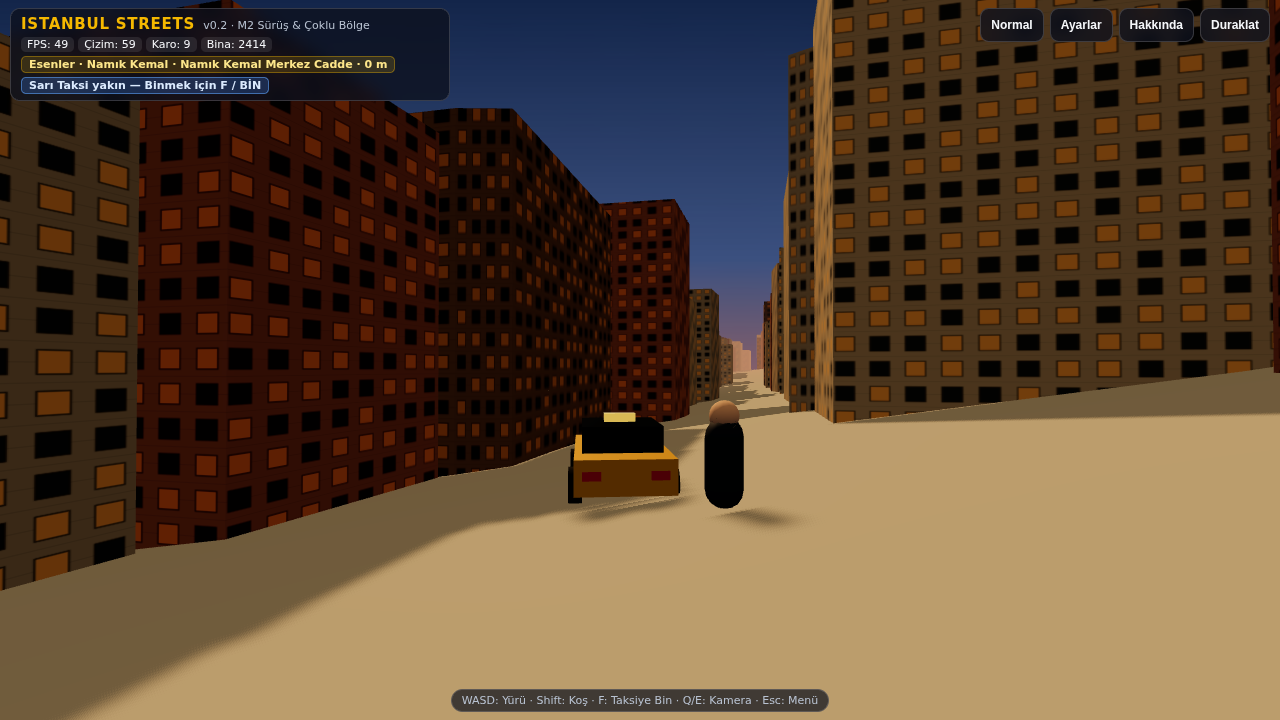 ISTANBUL STREETS v0.2 · M2 Sürüş & Çoklu Bölge
FPS: 49 Çizim: 59 Karo: 9 Bina: 2414
Esenler · Namık Kemal · Namık Kemal Merkez Cadde · 0 m
Sarı Taksi yakın — Binmek için F / BİN
Normal Ayarlar Hakkında Duraklat
WASD: Yürü · Shift: Koş · F: Taksiye Bin · Q/E: Kamera · Esc: Menü